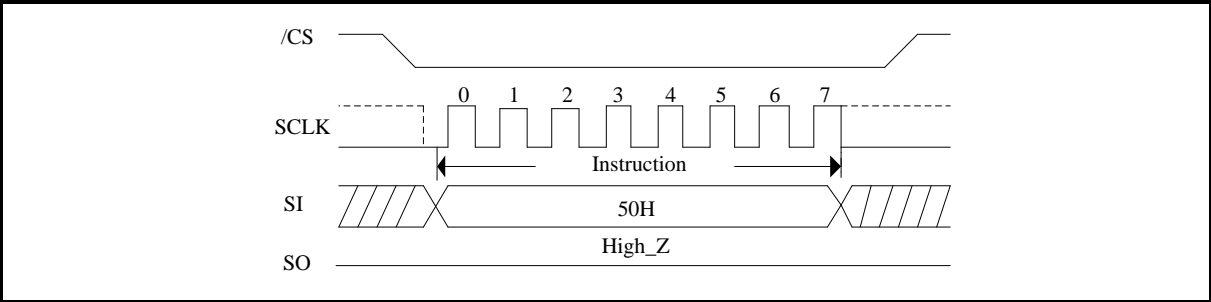 /CS
0 1 2 3 4 5 6 7
SCLK
Instruction
SI
50H
High_Z
SO